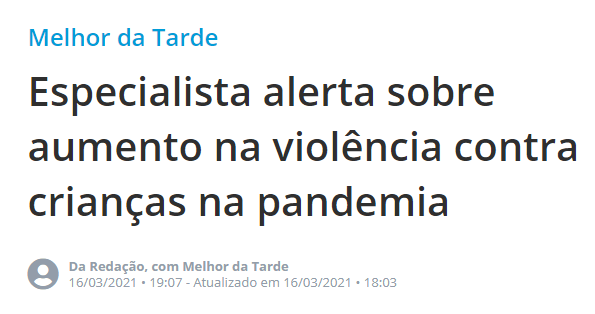 Melhor da Tarde
Especialista alerta sobre
aumento na violência contra
crianças na pandemia
Da Redação, com Melhor da Tarde
16/03/2021 • 19:07 - Atualizado em 16/03/2021 • 18:03